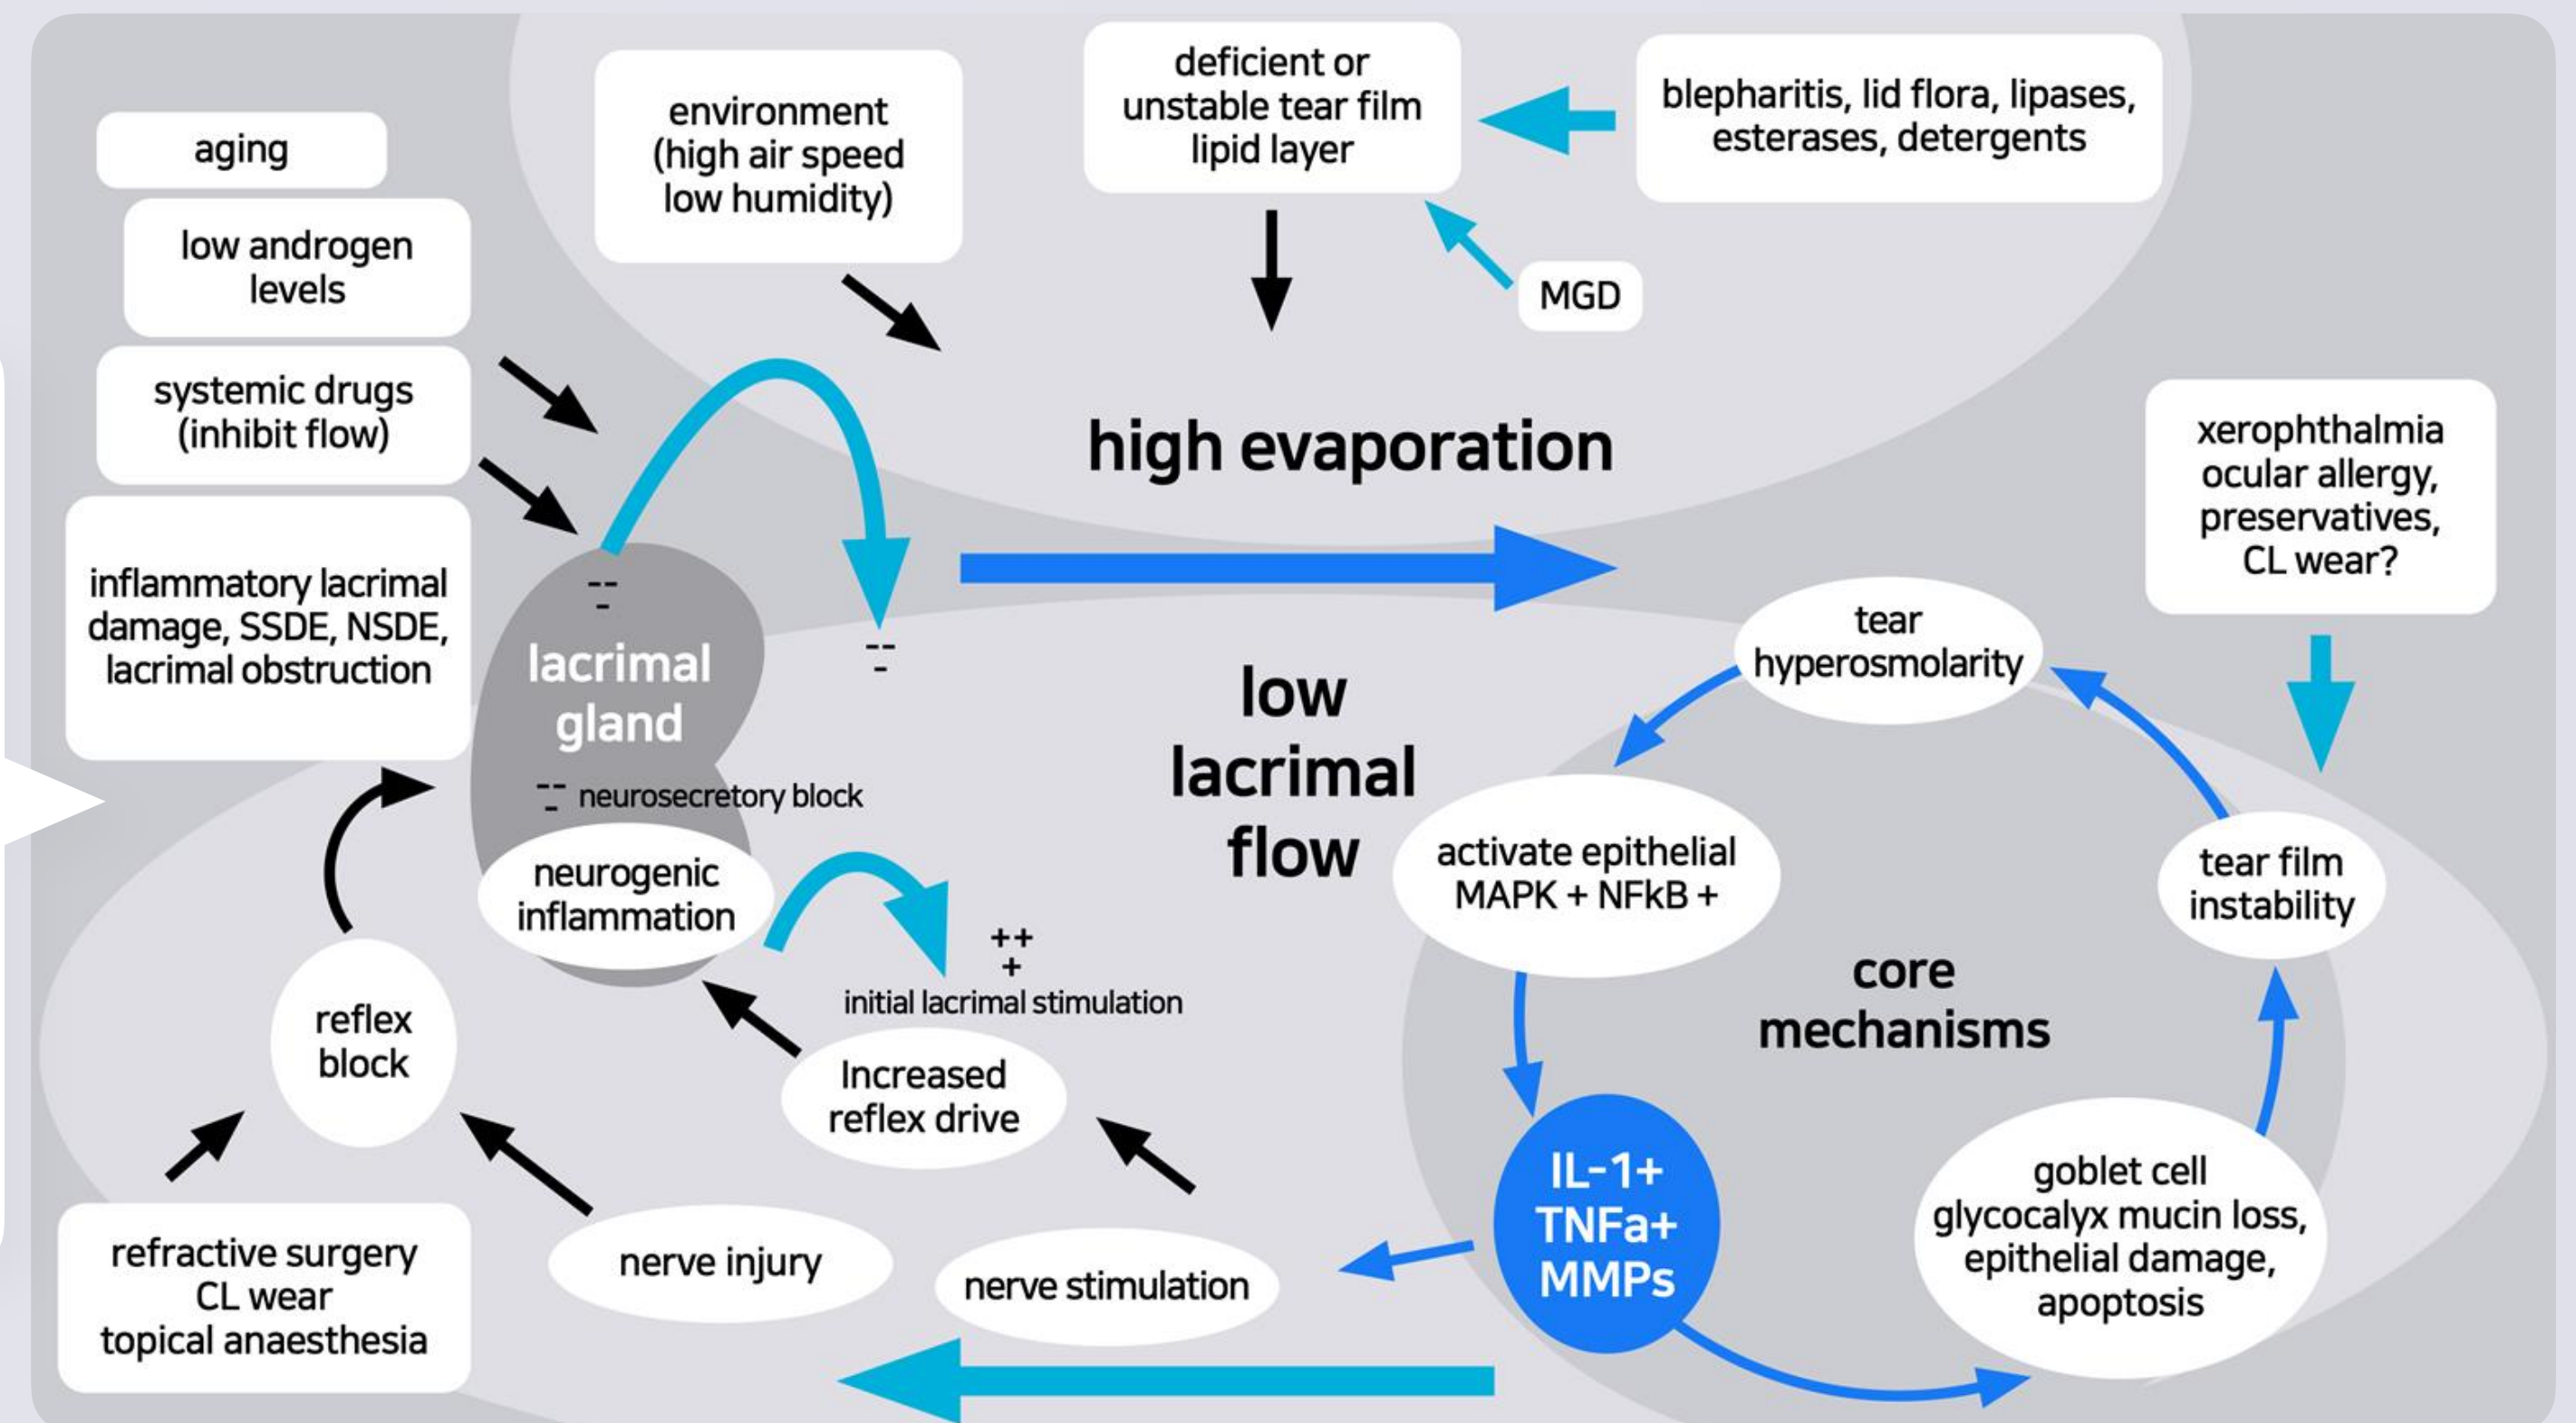 aging
low androgen
levels
systemic drugs
(inhibit flow)
inflammatory lacrimal
damage, SSDE, NSDE,
lacrimal obstruction
environment
(high air speed
low humidity)
deficient or
unstable tear film
lipid layer
blepharitis, lid flora, lipases,
esterases, detergents
MGD
high evaporation
xerophthalmia
ocular allergy,
preservatives,
CL wear?
--
-
lacrimal
gland
--
-
neurosecretory block
--
-
neurogenic
inflammation
low
lacrimal
flow
tear
hyperosmolarity
activate epithelial
MAPK + NFkB +
tear film
instability
core
mechanisms
++
+
initial lacrimal stimulation
Increased
reflex drive
reflex
block
refractive surgery
CL wear
topical anaesthesia
nerve injury
nerve stimulation
IL-1+
TNFa+
MMPs
goblet cell
glycocalyx mucin loss,
epithelial damage,
apoptosis